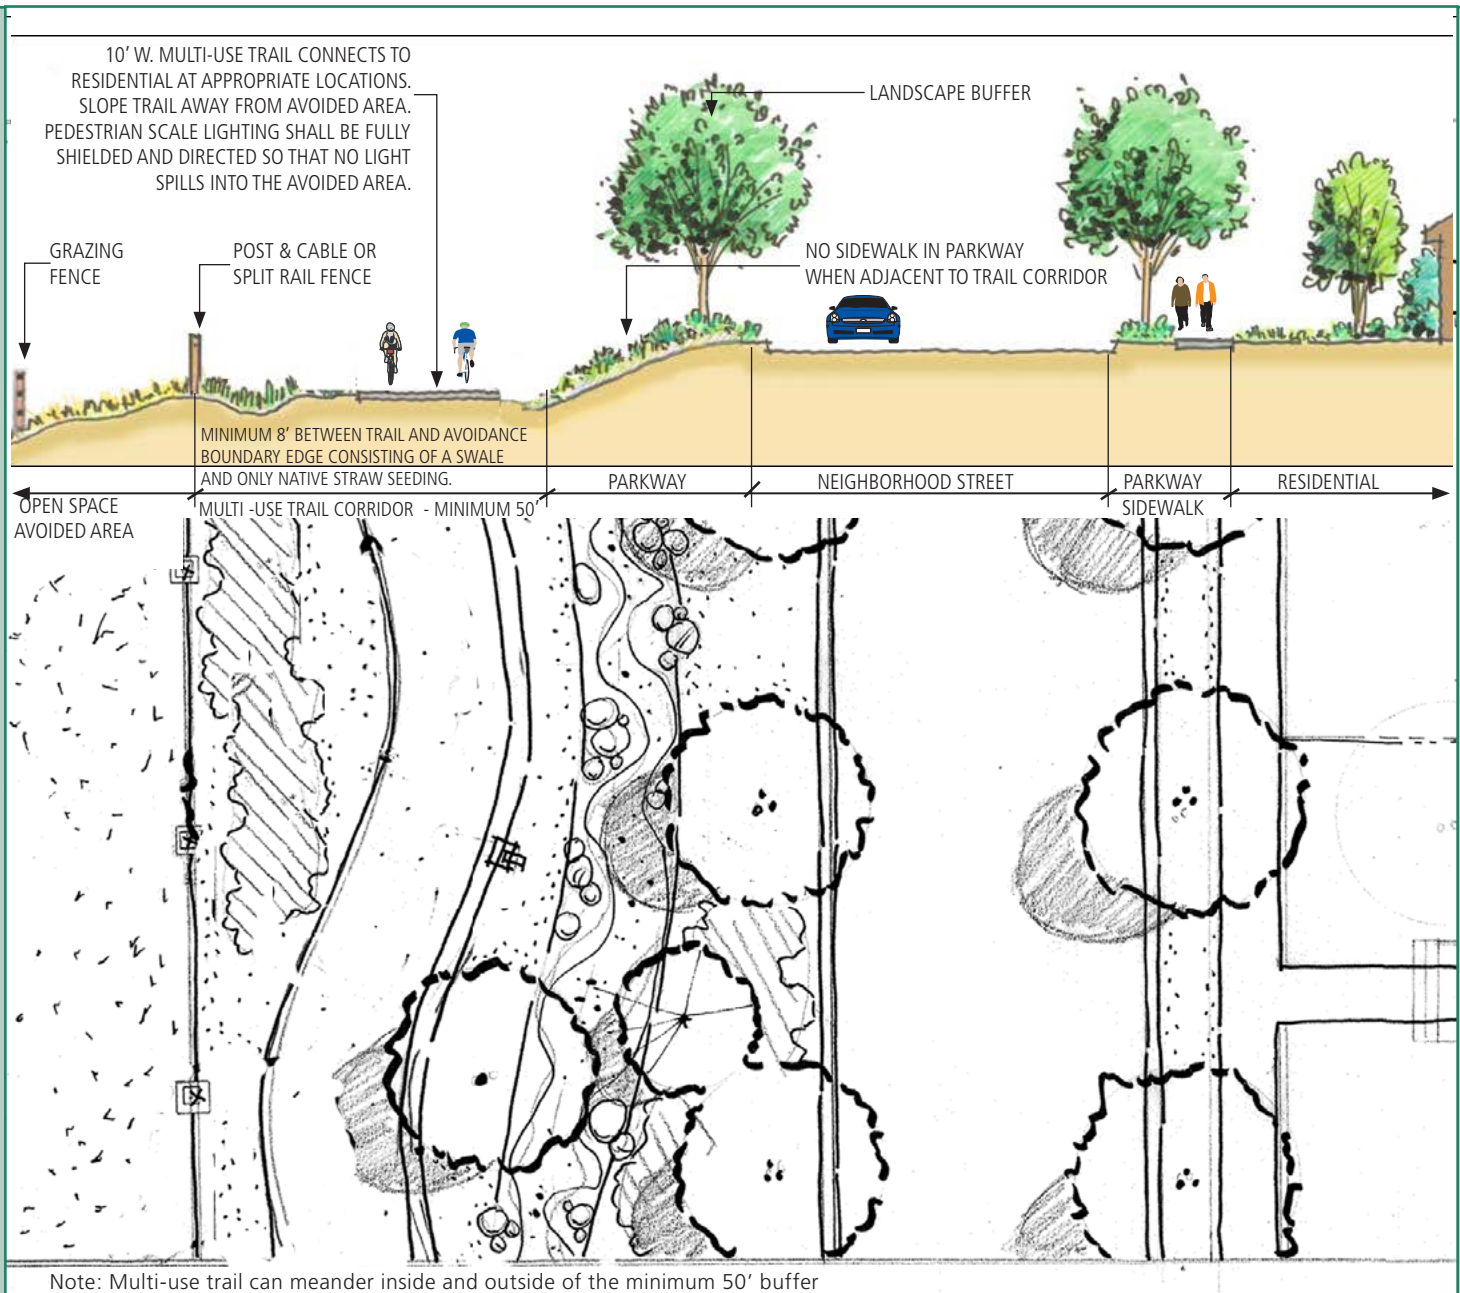 10’ W. MULTI-USE TRAIL CONNECTS TO
RESIDENTIAL AT APPROPRIATE LOCATIONS.
SLOPE TRAIL AWAY FROM AVOIDED AREA.
PEDESTRIAN SCALE LIGHTING SHALL BE FULLY
SHIELDED AND DIRECTED SO THAT NO LIGHT
SPILLS INTO THE AVOIDED AREA.
LANDSCAPE BUFFER
GRAZING
FENCE
POST & CABLE OR
SPLIT RAIL FENCE
NO SIDEWALK IN PARKWAY
WHEN ADJACENT TO TRAIL CORRIDOR
MINIMUM 8’ BETWEEN TRAIL AND AVOIDANCE
BOUNDARY EDGE CONSISTING OF A SWALE
AND ONLY NATIVE STRAW SEEDING.
OPEN SPACE
AVOIDED AREA
MULTI -USE TRAIL CORRIDOR - MINIMUM 50’
PARKWAY
NEIGHBORHOOD STREET
PARKWAY
SIDEWALK
RESIDENTIAL
Note: Multi-use trail can meander inside and outside of the minimum 50’ buffer